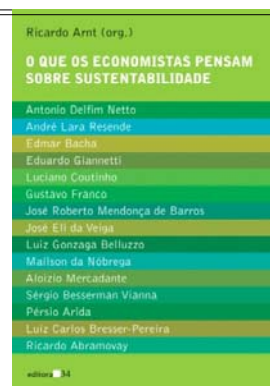 Ricardo Arnt (org.)
O QUE OS ECONOMISTAS PENSAM
SOBRE SUSTENTABILIDADE
Antonio Delfim Netto
André Lara Resende
Edmar Bacha
Eduardo Giannetti
Luciano Coutinho
Gustavo Franco
José Roberto Mendonça de Barros
José Eli da Veiga
Luiz Gonzaga Belluzzo
Maílson da Nóbrega
Aloizio Mercadante
Sérgio Besserman Vianna
Pérsio Arida
Luiz Carlos Bresser-Pereira
Ricardo Abramovay
editora 34